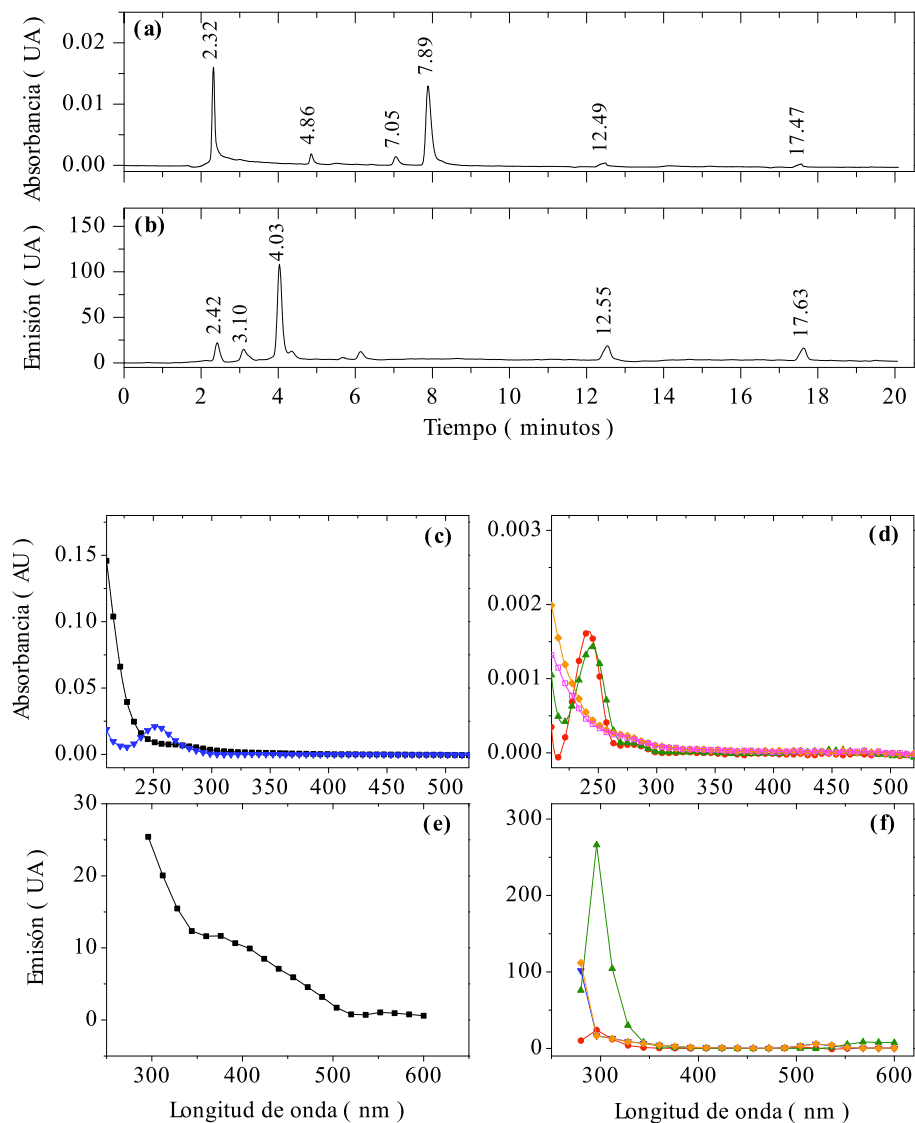 (a)
Absorbancia ( UA)
0.02
0.01
0.00
2.32
4.86
7.05
7.89
12.49
17.47
(b)
Emisión ( UA)
150
100
50
0
2.42
3.10
4.03
12.55
17.63
0 2 4 6 8 10 12 14 16 18 20
Tiempo ( minutos )
(c)
Absorbancia ( AU )
0.15
0.10
0.05
0.00
250 300 350 400 450 500
(d)
0.003
0.002
0.001
0.000
250 300 350 400 450 500
(e)
Emisón ( UA)
30
20
10
0
300 400 500 600
Longitud de onda ( nm )
(f)
300
200
100
0
300 400 500 600
Longitud de onda ( nm )